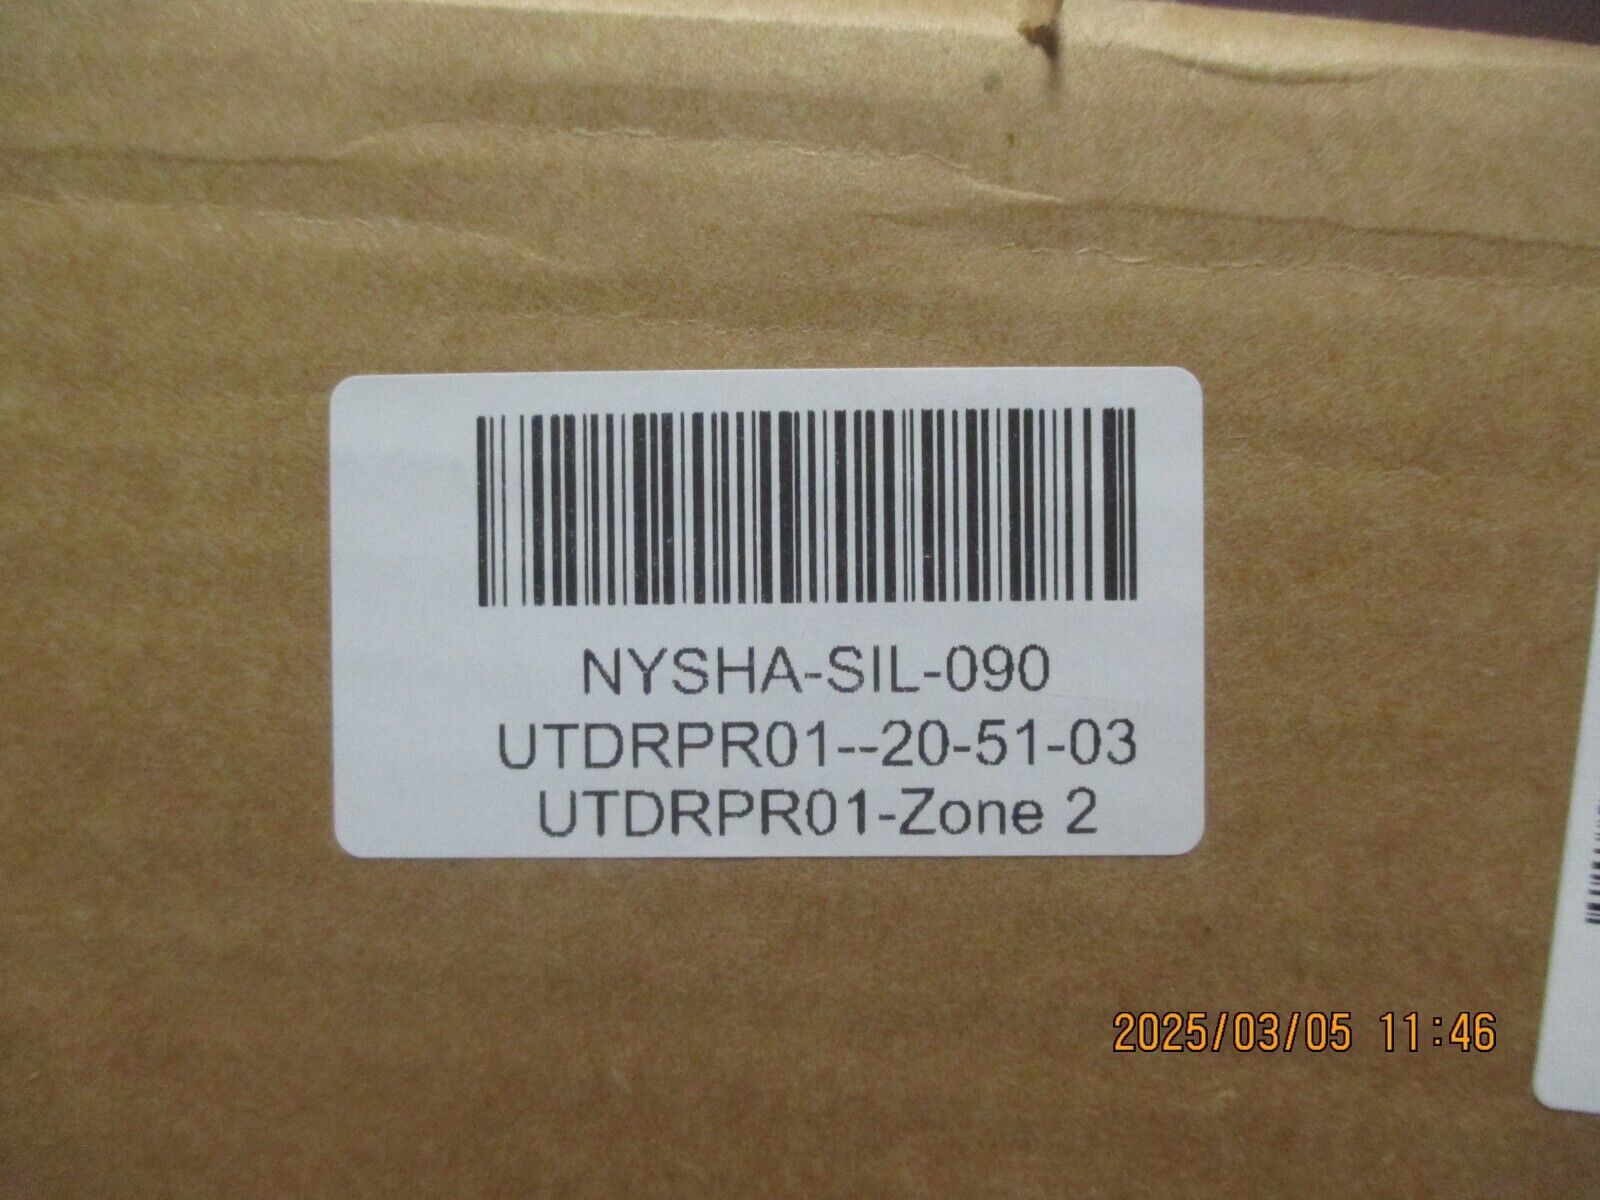 NYSHA-SIL-090
UTDRPR01--20-51-03
UTDRPR01-Zone 2
2025/03/05 11:46